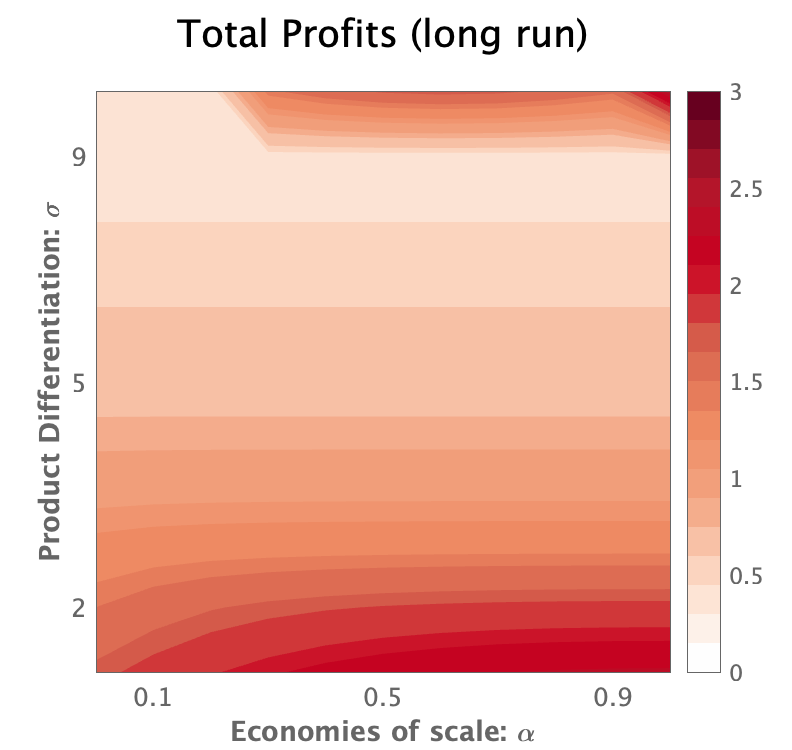 Total Profits (long run)
3
9
2.5
Product Differentiation: σ
2
5
1.5
1
0.5
2
0
0.1 0.5 0.9
Economies of scale: α